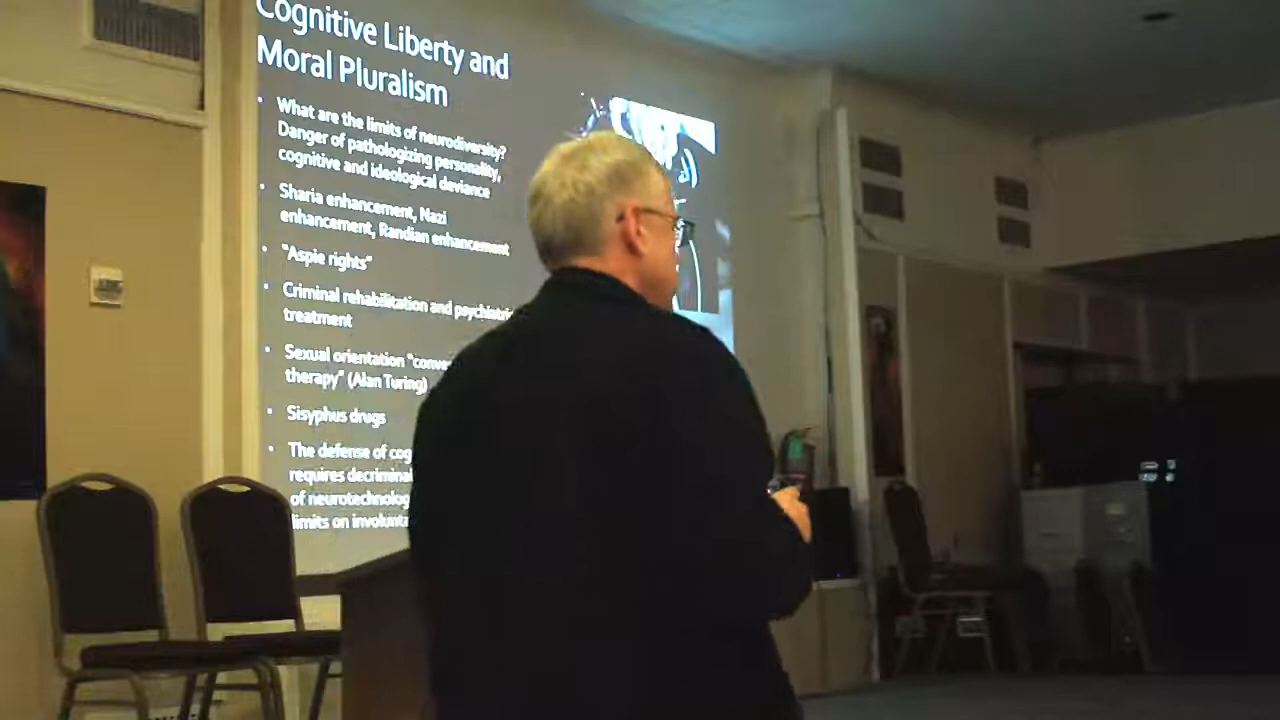 Cognitive Liberty and
Moral Pluralism
• What are the limits of neurodiversity?
Danger of pathologizing personality,
cognitive and ideological deviance
• Sharia enhancement, Nazi
enhancement, Randian enhancement
• "Aspie rights"
• Criminal rehabilitation and psychiatric
treatment
• Sexual orientation "conve
therapy" (Alan Turing)
• Sisyphus drugs
• The defense of cog
requires decriminal
of neurotechnolog
limits on involunta